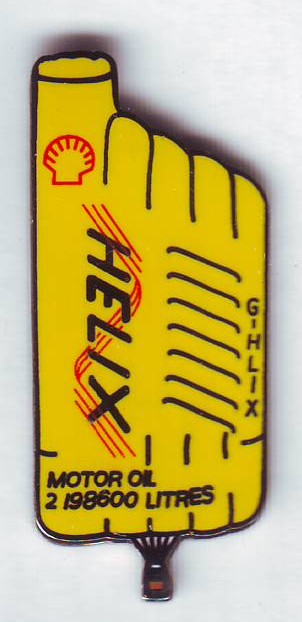 HELIX
G-HLIX
MOTOR OIL
2 198600 LITRES